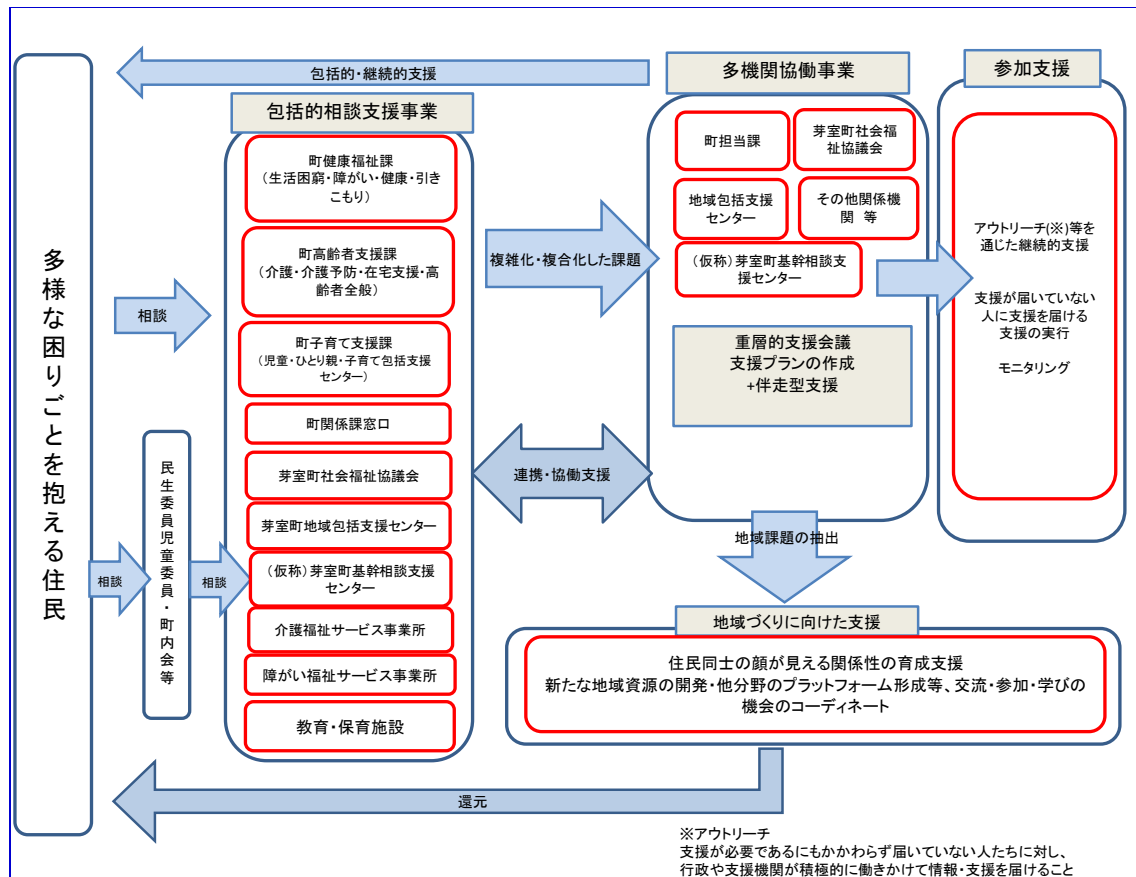 多様な困りごとを抱える住民
包括的・継続的支援
相談
相談
民生委員児童委員・町内会等
相談
包括的相談支援事業
町健康福祉課
(生活困窮・障がい・健康・引き
こもり)
町高齢者支援課
(介護・介護予防・在宅支援・高
齢者全般)
町子育て支援課
(児童・ひとり親・子育て包括支援
センター)
町関係課窓口
芽室町社会福祉協議会
芽室町地域包括支援センター
(仮称)芽室町基幹相談支援
センター
介護福祉サービス事業所
障がい福祉サービス事業所
教育・保育施設
複雑化・複合化した課題
連携・協働支援
多機関協働事業
町担当課
芽室町社会福
祉協議会
地域包括支援
センター
その他関係機
関 等
(仮称)芽室町基幹相談支
援センター
重層的支援会議
支援プランの作成
+伴走型支援
参加支援
アウトリーチ(※)等を
通じた継続的支援
支援が届いていない
人に支援を届ける
支援の実行
モニタリング
地域課題の抽出
地域づくりに向けた支援
住民同士の顔が見える関係性の育成支援
新たな地域資源の開発・他分野のプラットフォーム形成等、交流・参加・学びの
機会のコーディネート
還元
※アウトリーチ
支援が必要であるにもかかわらず届いていない人たちに対し、
行政や支援機関が積極的に働きかけて情報・支援を届けること